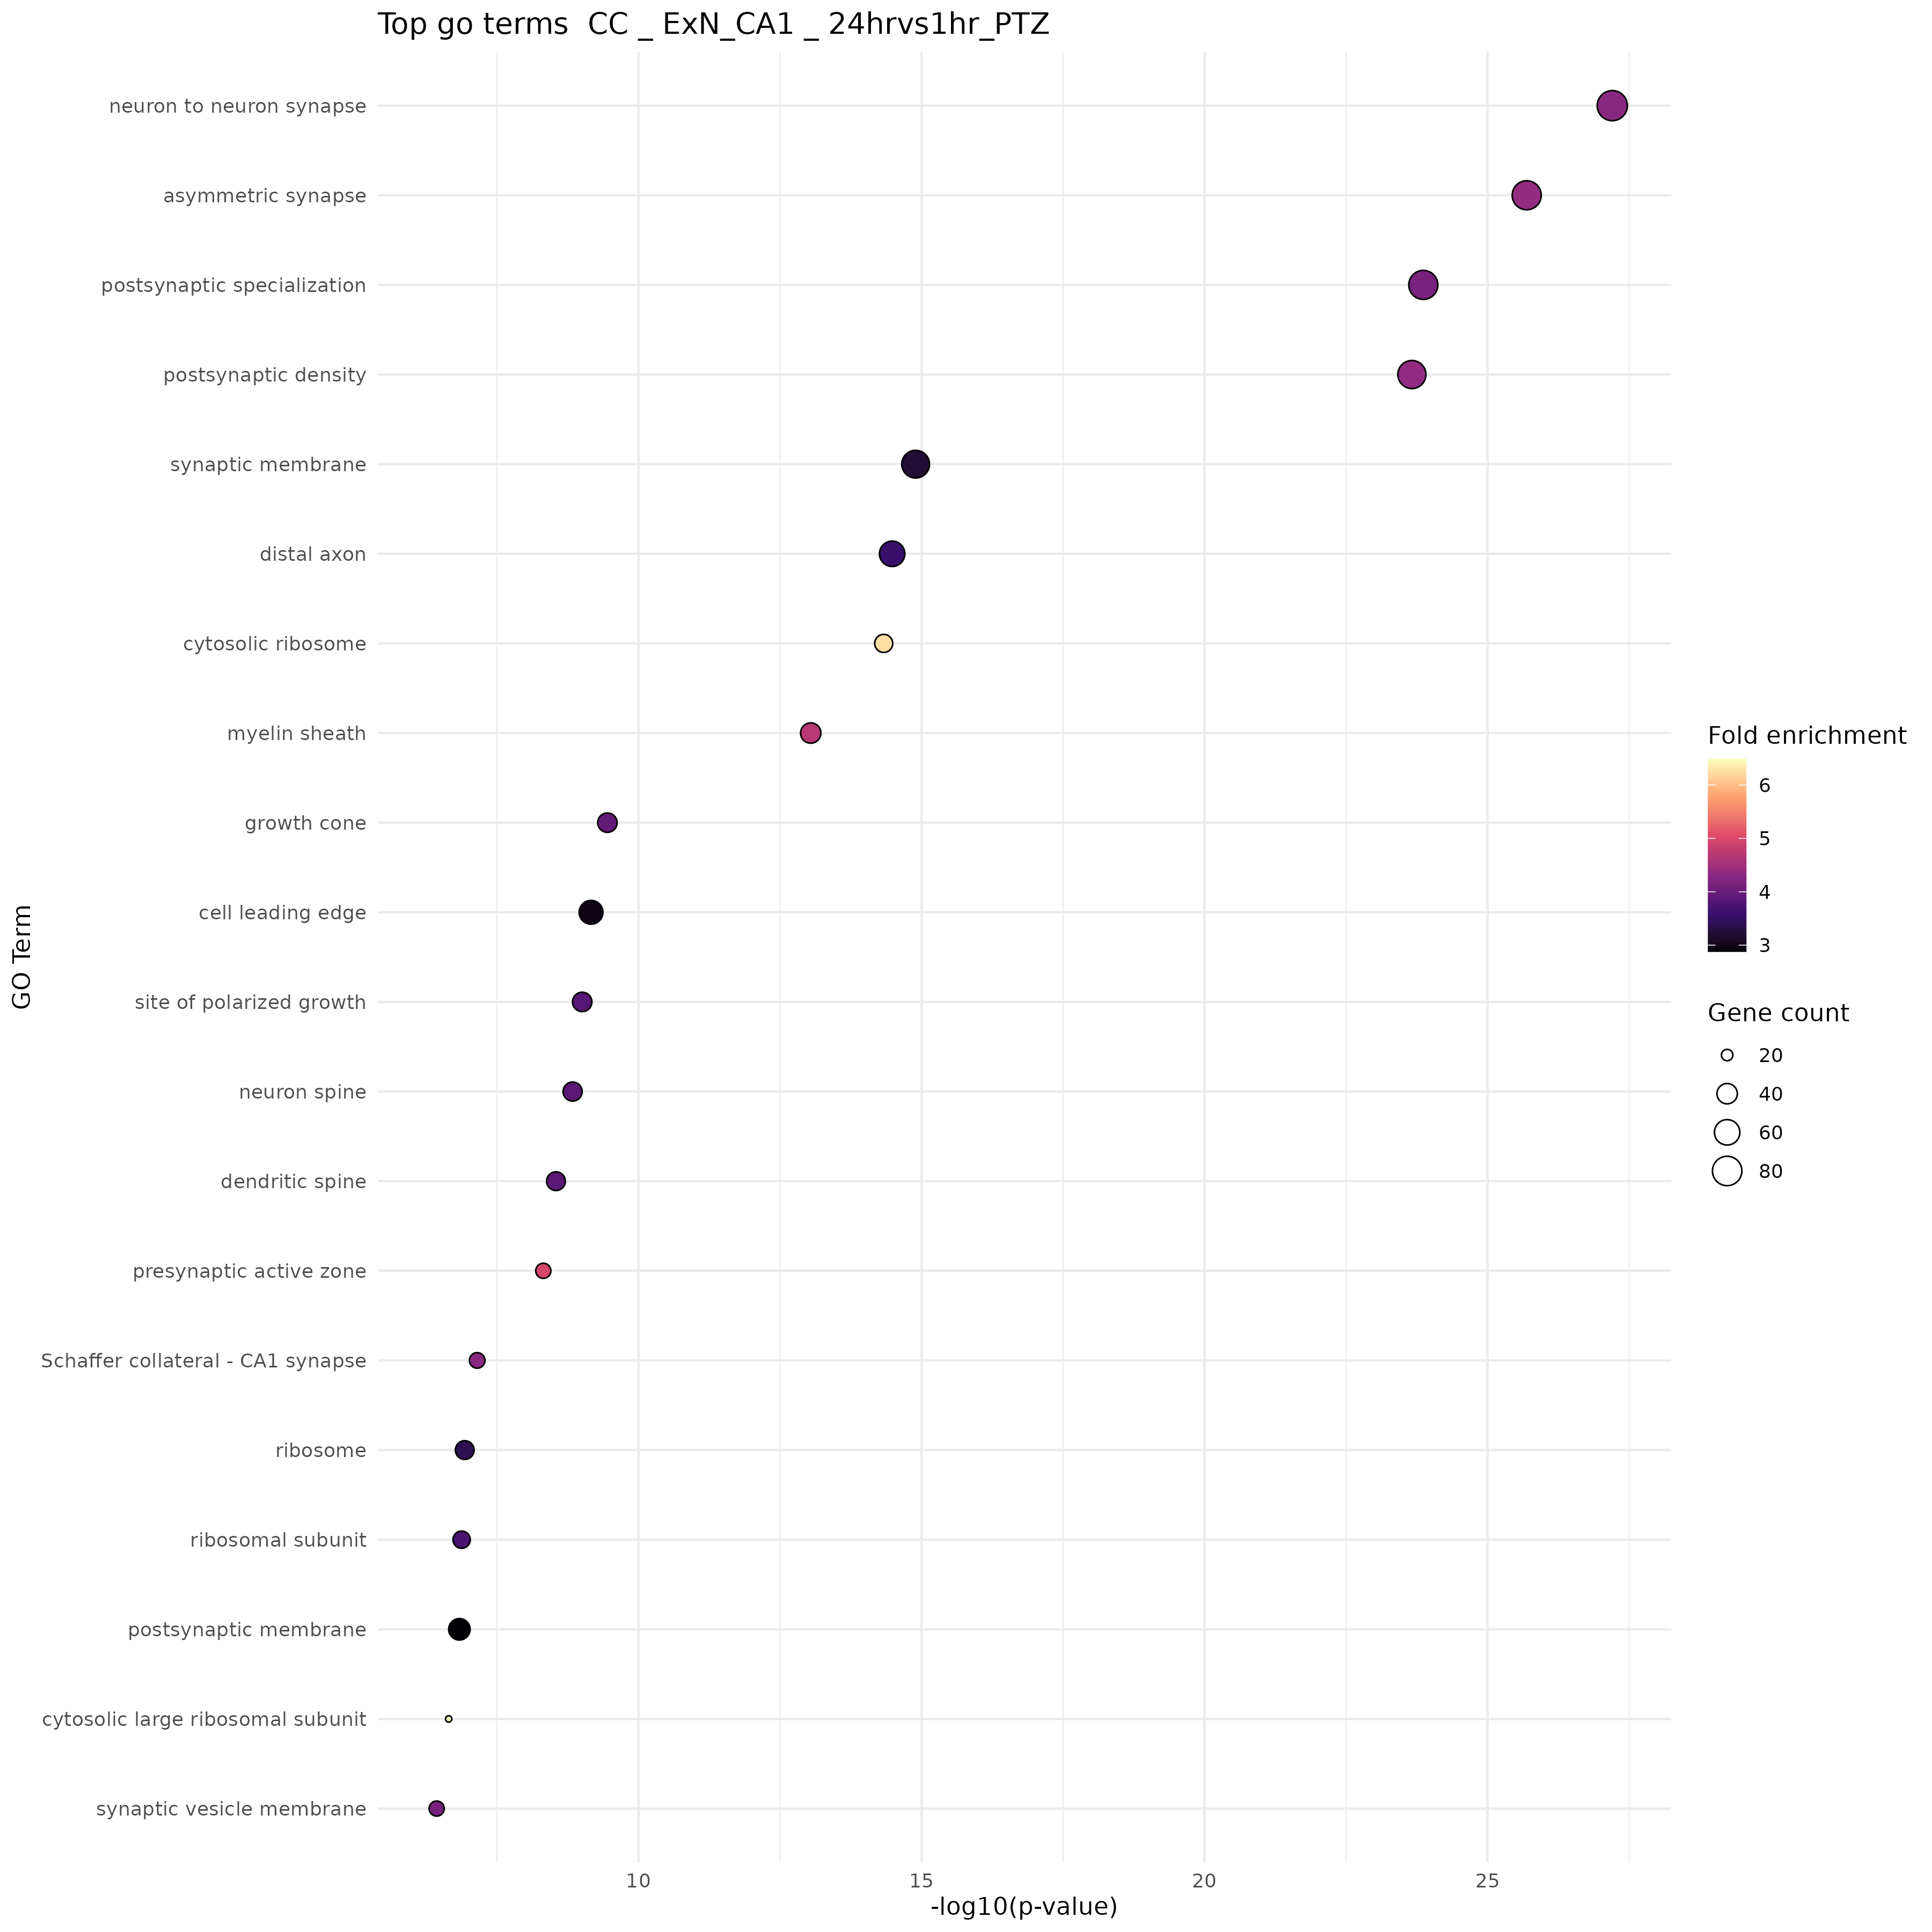 Top go terms  CC _ ExN_CA1 _ 24hrvs1hr_PTZ
GO Term
neuron to neuron synapse
asymmetric synapse
postsynaptic specialization
postsynaptic density
synaptic membrane
distal axon
cytosolic ribosome
myelin sheath
growth cone
cell leading edge
site of polarized growth
neuron spine
dendritic spine
presynaptic active zone
Schaffer collateral - CA1 synapse
ribosome
ribosomal subunit
postsynaptic membrane
cytosolic large ribosomal subunit
synaptic vesicle membrane
10 15 20 25
-log10(p-value)
Fold enrichment
6
5
4
3
Gene count
20
40
60
80